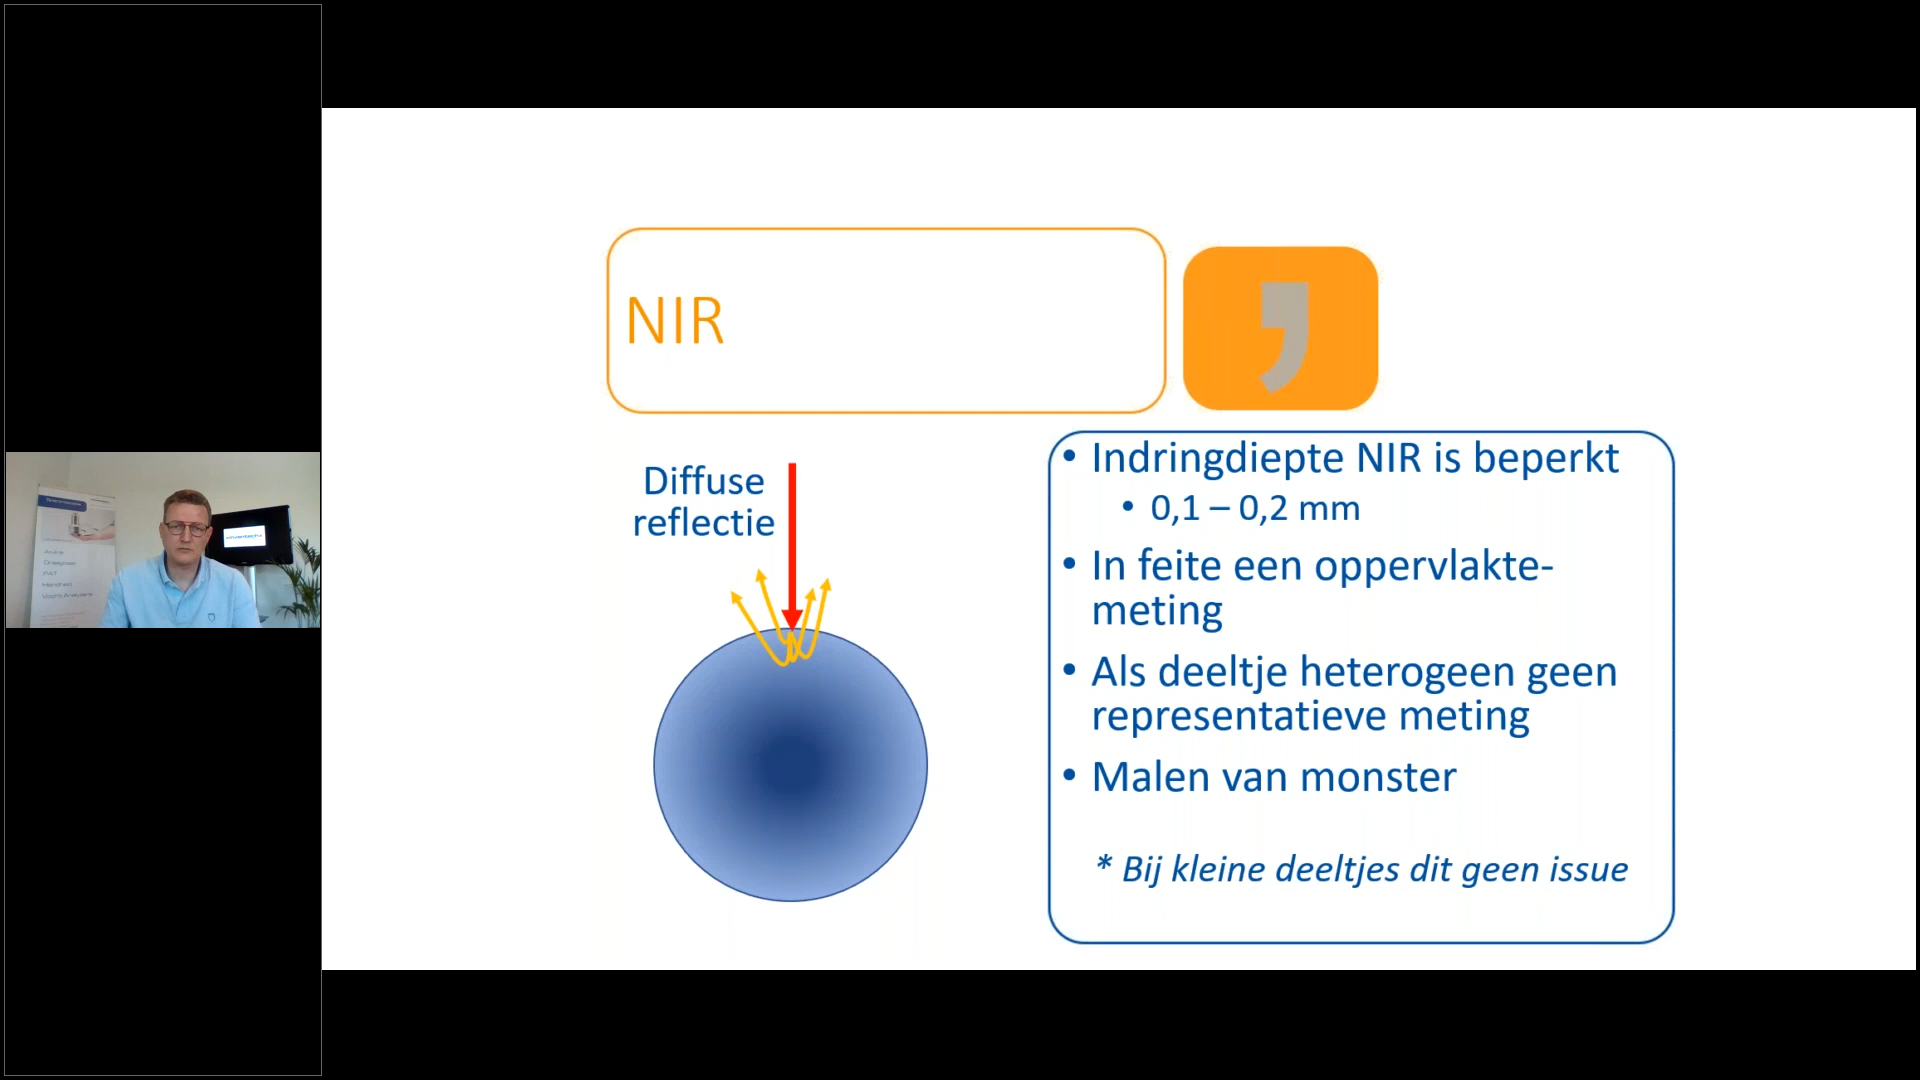 NIR
Diffuse
reflectie
• Indringdiepte NIR is beperkt
• 0,1 – 0,2 mm
• In feite een oppervlakte-
meting
• Als deeltje heterogeen geen
representatieve meting
• Malen van monster
* Bij kleine deeltjes dit geen issue